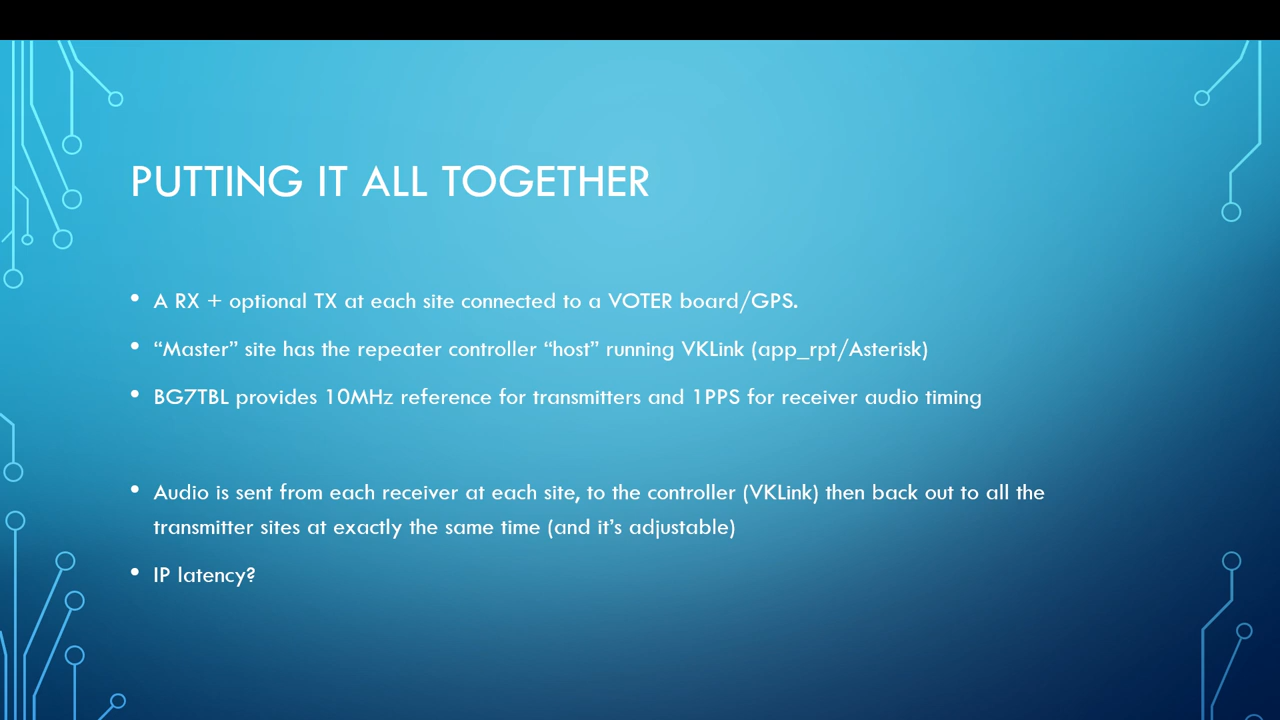 PUTTING IT ALL TOGETHER
• A RX + optional TX at each site connected to a VOTER board/GPS.
• “Master” site has the repeater controller “host” running VKLink (app_rpt/Asterisk)
• BG7TBL provides 10MHz reference for transmitters and 1PPS for receiver audio timing
• Audio is sent from each receiver at each site, to the controller (VKLink) then back out to all the
transmitter sites at exactly the same time (and it’s adjustable)
• IP latency?